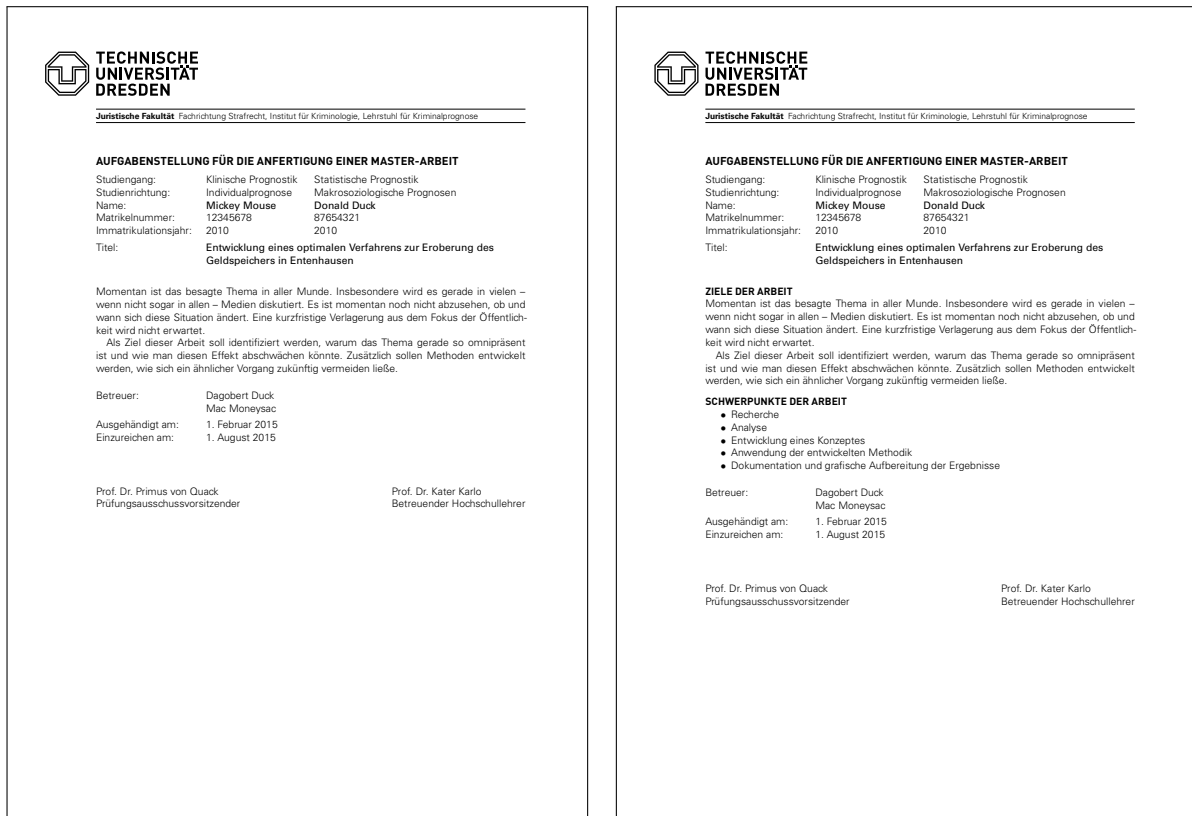 TECHNISCHE
UNIVERSITÄT
DRESDEN
Juristische Fakultät Fachrichtung Strafrecht, Institut für Kriminologie, Lehrstuhl für Kriminalprognose
AUFGABENSTELLUNG FÜR DIE ANFERTIGUNG EINER MASTER-ARBEIT
Studiengang: Klinische Prognostik Statistische Prognostik
Studienrichtung: Individualprognose Makrosoziologische Prognosen
Name: Mickey Mouse Donald Duck
Matrikelnummer: 12345678 87654321
Immatrikulationsjahr: 2010 2010
Titel: Entwicklung eines optimalen Verfahrens zur Eroberung des
Geldspeichers in Entenhausen
Momentan ist das besagte Thema in aller Munde. Insbesondere wird es gerade in vielen –
wenn nicht sogar in allen – Medien diskutiert. Es ist momentan noch nicht abzusehen, ob und
wann sich diese Situation ändert. Eine kurzfristige Verlagerung aus dem Fokus der Öffentlich-
keit wird nicht erwartet.
Als Ziel dieser Arbeit soll identifiziert werden, warum das Thema gerade so omnipräsent
ist und wie man diesen Effekt abschwächen könnte. Zusätzlich sollen Methoden entwickelt
werden, wie sich ein ähnlicher Vorgang zukünftig vermeiden ließe.
Betreuer: Dagobert Duck
Mac Moneysac
Ausgehändigt am: 1. Februar 2015
Einzureichen am: 1. August 2015
Prof. Dr. Primus von Quack Prof. Dr. Kater Karlo
Prüfungsausschussvorsitzender Betreuender Hochschullehrer
TECHNISCHE
UNIVERSITÄT
DRESDEN
Juristische Fakultät Fachrichtung Strafrecht, Institut für Kriminologie, Lehrstuhl für Kriminalprognose
AUFGABENSTELLUNG FÜR DIE ANFERTIGUNG EINER MASTER-ARBEIT
Studiengang: Klinische Prognostik Statistische Prognostik
Studienrichtung: Individualprognose Makrosoziologische Prognosen
Name: Mickey Mouse Donald Duck
Matrikelnummer: 12345678 87654321
Immatrikulationsjahr: 2010 2010
Titel: Entwicklung eines optimalen Verfahrens zur Eroberung des
Geldspeichers in Entenhausen
ZIELE DER ARBEIT
Momentan ist das besagte Thema in aller Munde. Insbesondere wird es gerade in vielen –
wenn nicht sogar in allen – Medien diskutiert. Es ist momentan noch nicht abzusehen, ob und
wann sich diese Situation ändert. Eine kurzfristige Verlagerung aus dem Fokus der Öffentlich-
keit wird nicht erwartet.
Als Ziel dieser Arbeit soll identifiziert werden, warum das Thema gerade so omnipräsent
ist und wie man diesen Effekt abschwächen könnte. Zusätzlich sollen Methoden entwickelt
werden, wie sich ein ähnlicher Vorgang zukünftig vermeiden ließe.
SCHWERPUNKTE DER ARBEIT
• Recherche
• Analyse
• Entwicklung eines Konzeptes
• Anwendung der entwickelten Methodik
• Dokumentation und grafische Aufbereitung der Ergebnisse
Betreuer: Dagobert Duck
Mac Moneysac
Ausgehändigt am: 1. Februar 2015
Einzureichen am: 1. August 2015
Prof. Dr. Primus von Quack Prof. Dr. Kater Karlo
Prüfungsausschussvorsitzender Betreuender Hochschullehrer